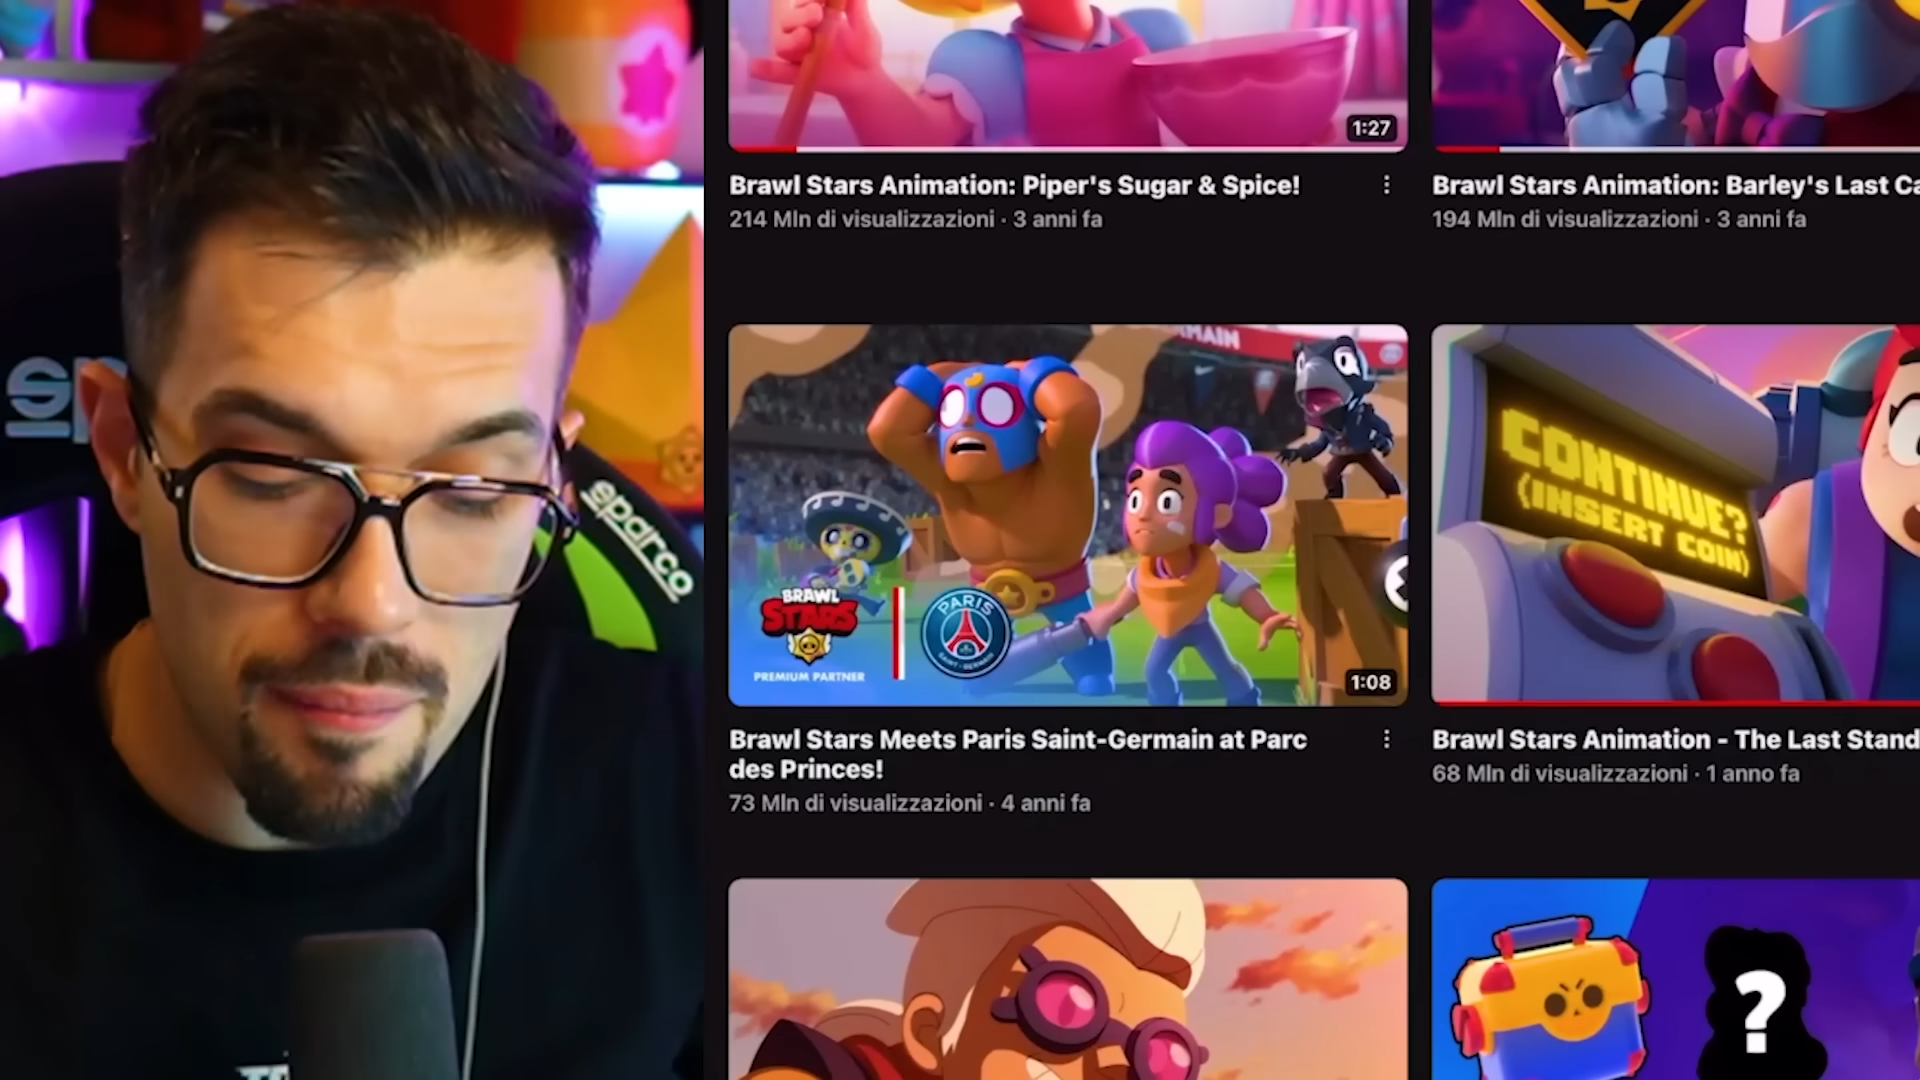 1:27
Brawl Stars Animation: Piper's Sugar & Spice!
214 Mln di visualizzazioni · 3 anni fa
Brawl Stars Animation: Barley's Last
194 Mln di visualizzazioni · 3 anni fa
CONTINUE?
(INSERT COIN)
sparco
BRAWL
STARS
PREMIUM PARTNER
PARIS
SAINT-GERMAIN
1:08
Brawl Stars Meets Paris Saint-Germain at Parc
des Princes!
73 Mln di visualizzazioni · 4 anni fa
Brawl Stars Animation - The Last Stand
68 Mln di visualizzazioni · 1 anno fa
?